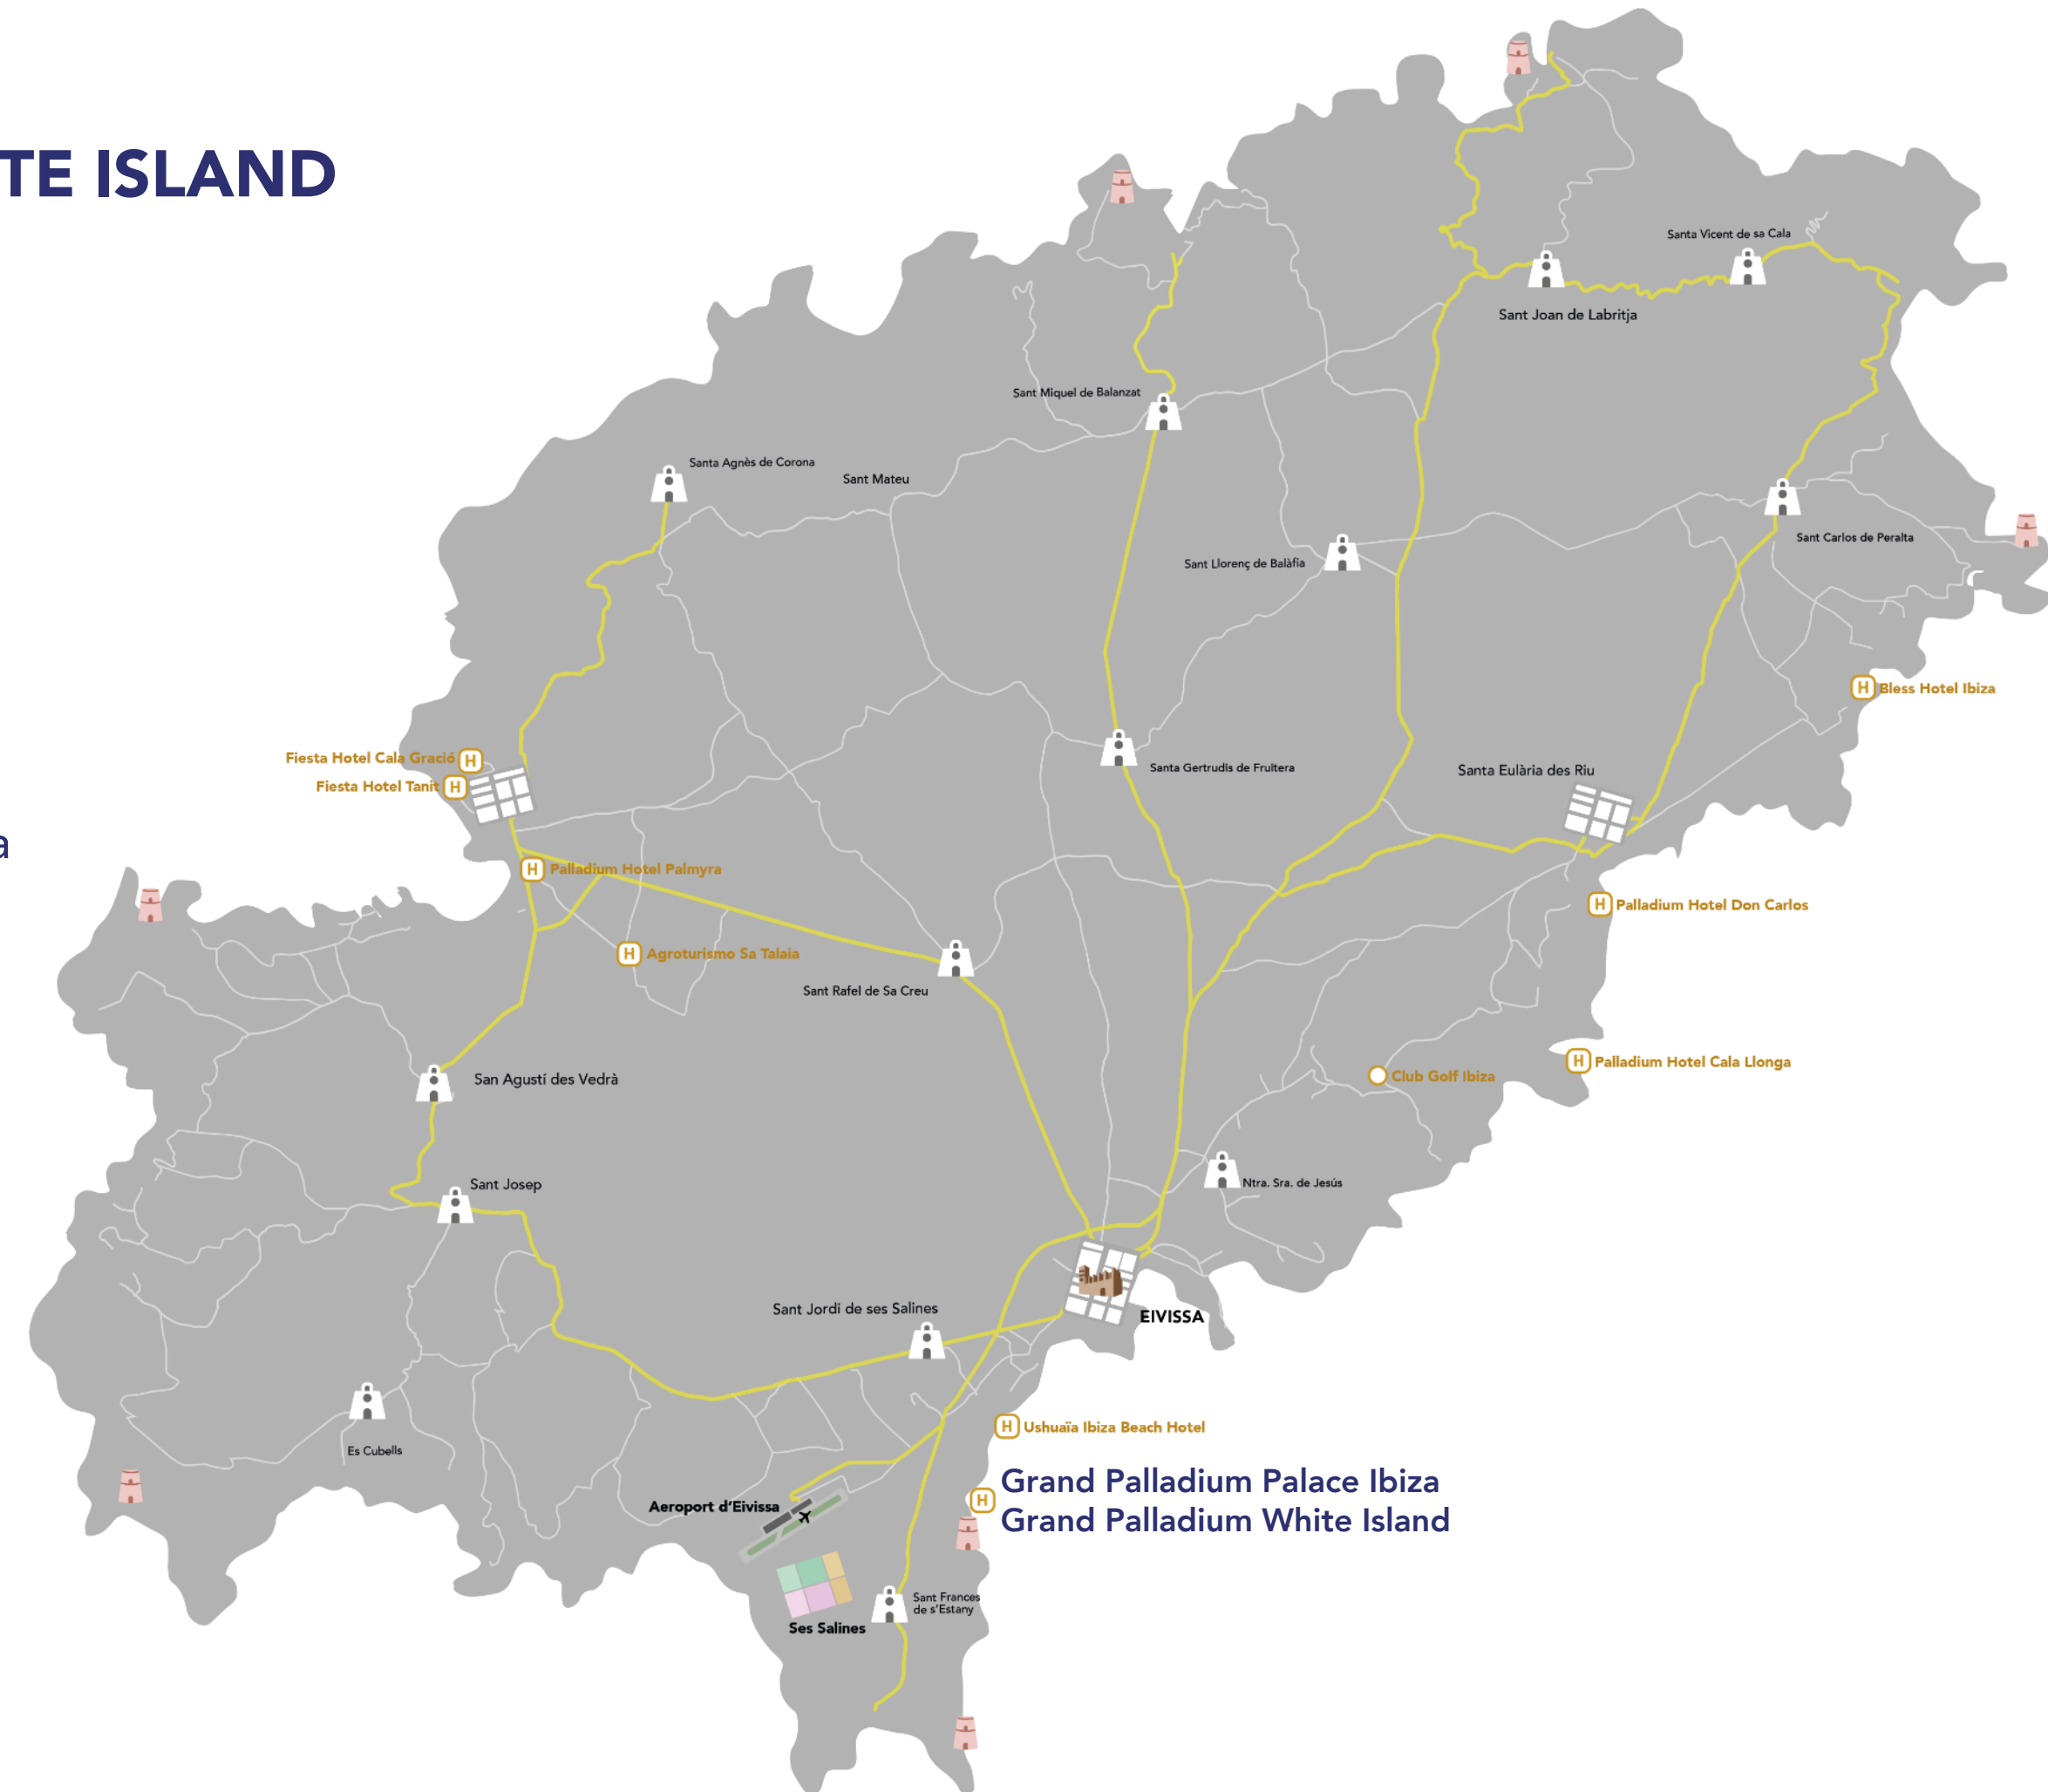 TE ISLAND
Santa Vicent de sa Cala
Sant Joan de Labritja
Sant Miquel de Balanzat
Santa Agnès de Corona
Sant Mateu
Sant Carlos de Peralta
Sant Llorenç de Balàfia
H Bless Hotel Ibiza
Fiesta Hotel Cala Gració H
Fiesta Hotel Tanit H
Santa Gertrudis de Fruitera
Santa Eulària des Riu
a
H Palladium Hotel Palmyra
H Palladium Hotel Don Carlos
H Agroturismo Sa Talaia
Sant Rafel de Sa Creu
H Palladium Hotel Cala Llonga
Club Golf Ibiza
San Agustí des Vedrà
Sant Josep
Ntra. Sra. de Jesús
Sant Jordi de ses Salines
EIVISSA
H Ushuaïa Ibiza Beach Hotel
Es Cubells
Grand Palladium Palace Ibiza
H
Aeroport d'Eivissa
Grand Palladium White Island
Sant Frances
de s'Estany
Ses Salines